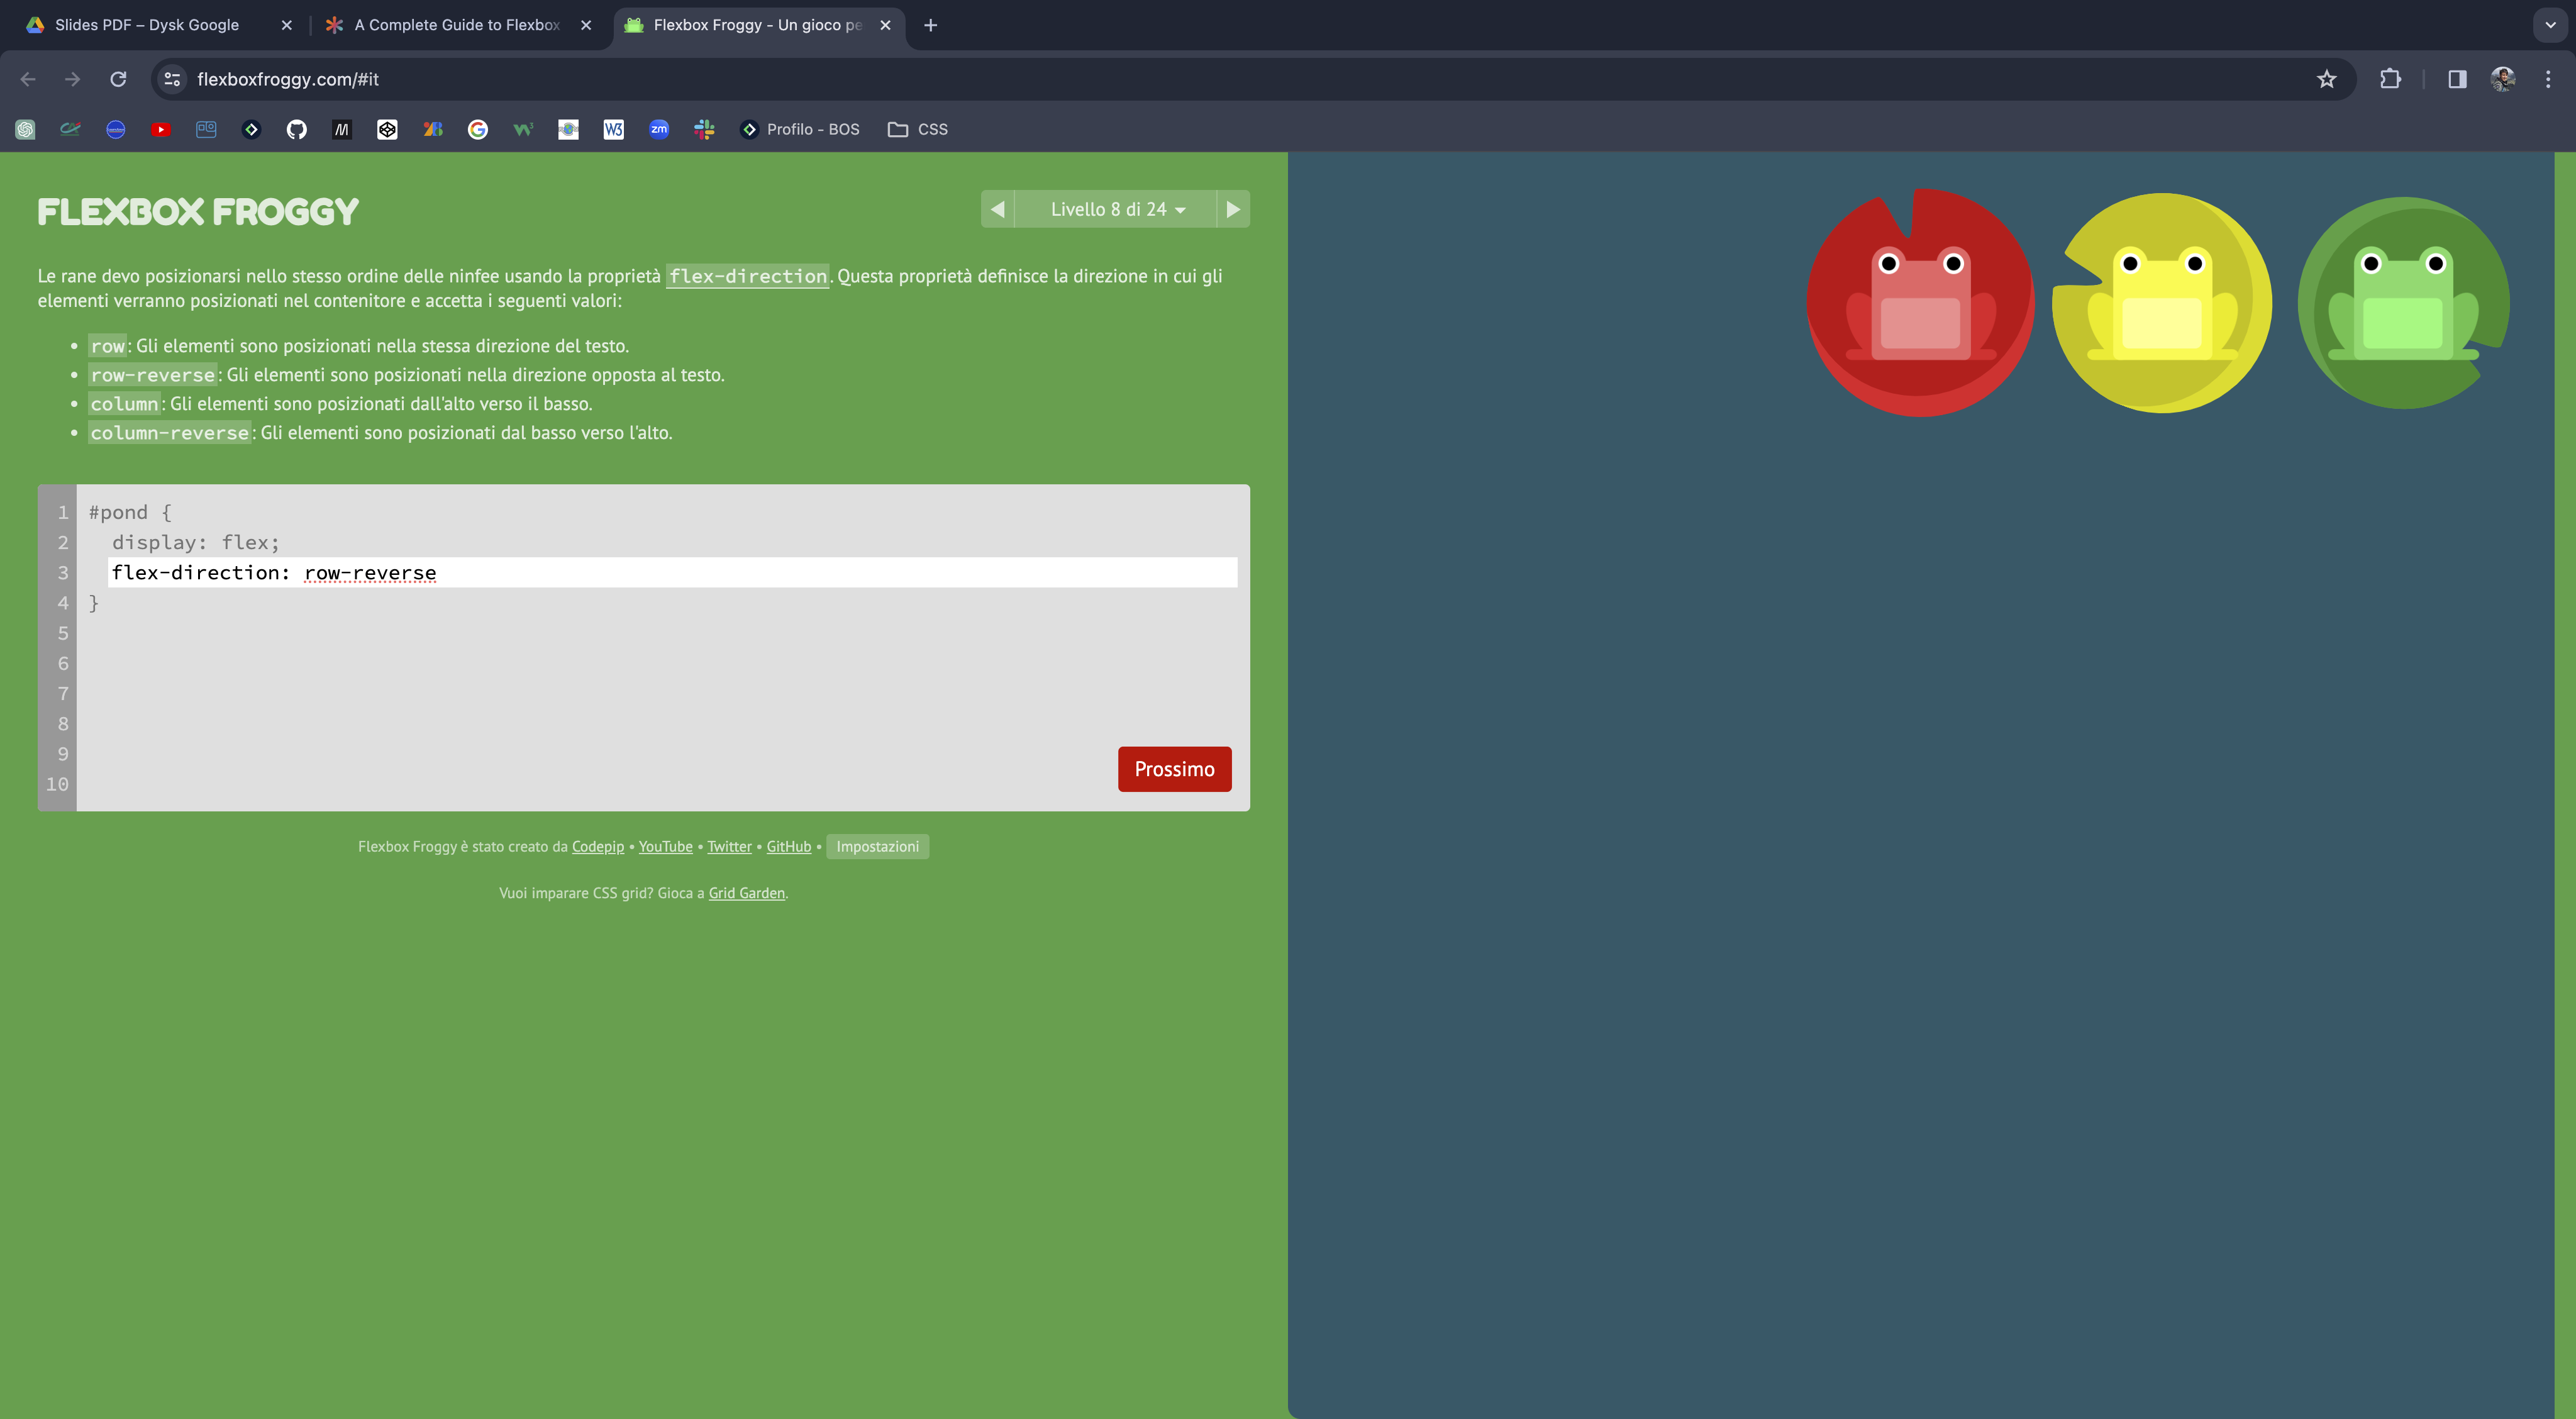 Slides PDF – Dysk Google
A Complete Guide to Flexbox
Flexbox Froggy - Un gioco pe
flexboxfroggy.com/#it
Profilo - BOS
CSS
FLEXBOX FROGGY
Livello 8 di 24
Le rane devo posizionarsi nello stesso ordine delle ninfee usando la proprietà flex-direction. Questa proprietà definisce la direzione in cui gli
elementi verranno posizionati nel contenitore e accetta i seguenti valori:
• row: Gli elementi sono posizionati nella stessa direzione del testo.
• row-reverse: Gli elementi sono posizionati nella direzione opposta al testo.
• column: Gli elementi sono posizionati dall'alto verso il basso.
• column-reverse: Gli elementi sono posizionati dal basso verso l'alto.
1 #pond {
2 display: flex;
3 flex-direction: row-reverse
4 }
5
6
7
8
9
10
Prossimo
Flexbox Froggy è stato creato da Codepip • YouTube • Twitter • GitHub • Impostazioni
Vuoi imparare CSS grid? Gioca a Grid Garden.